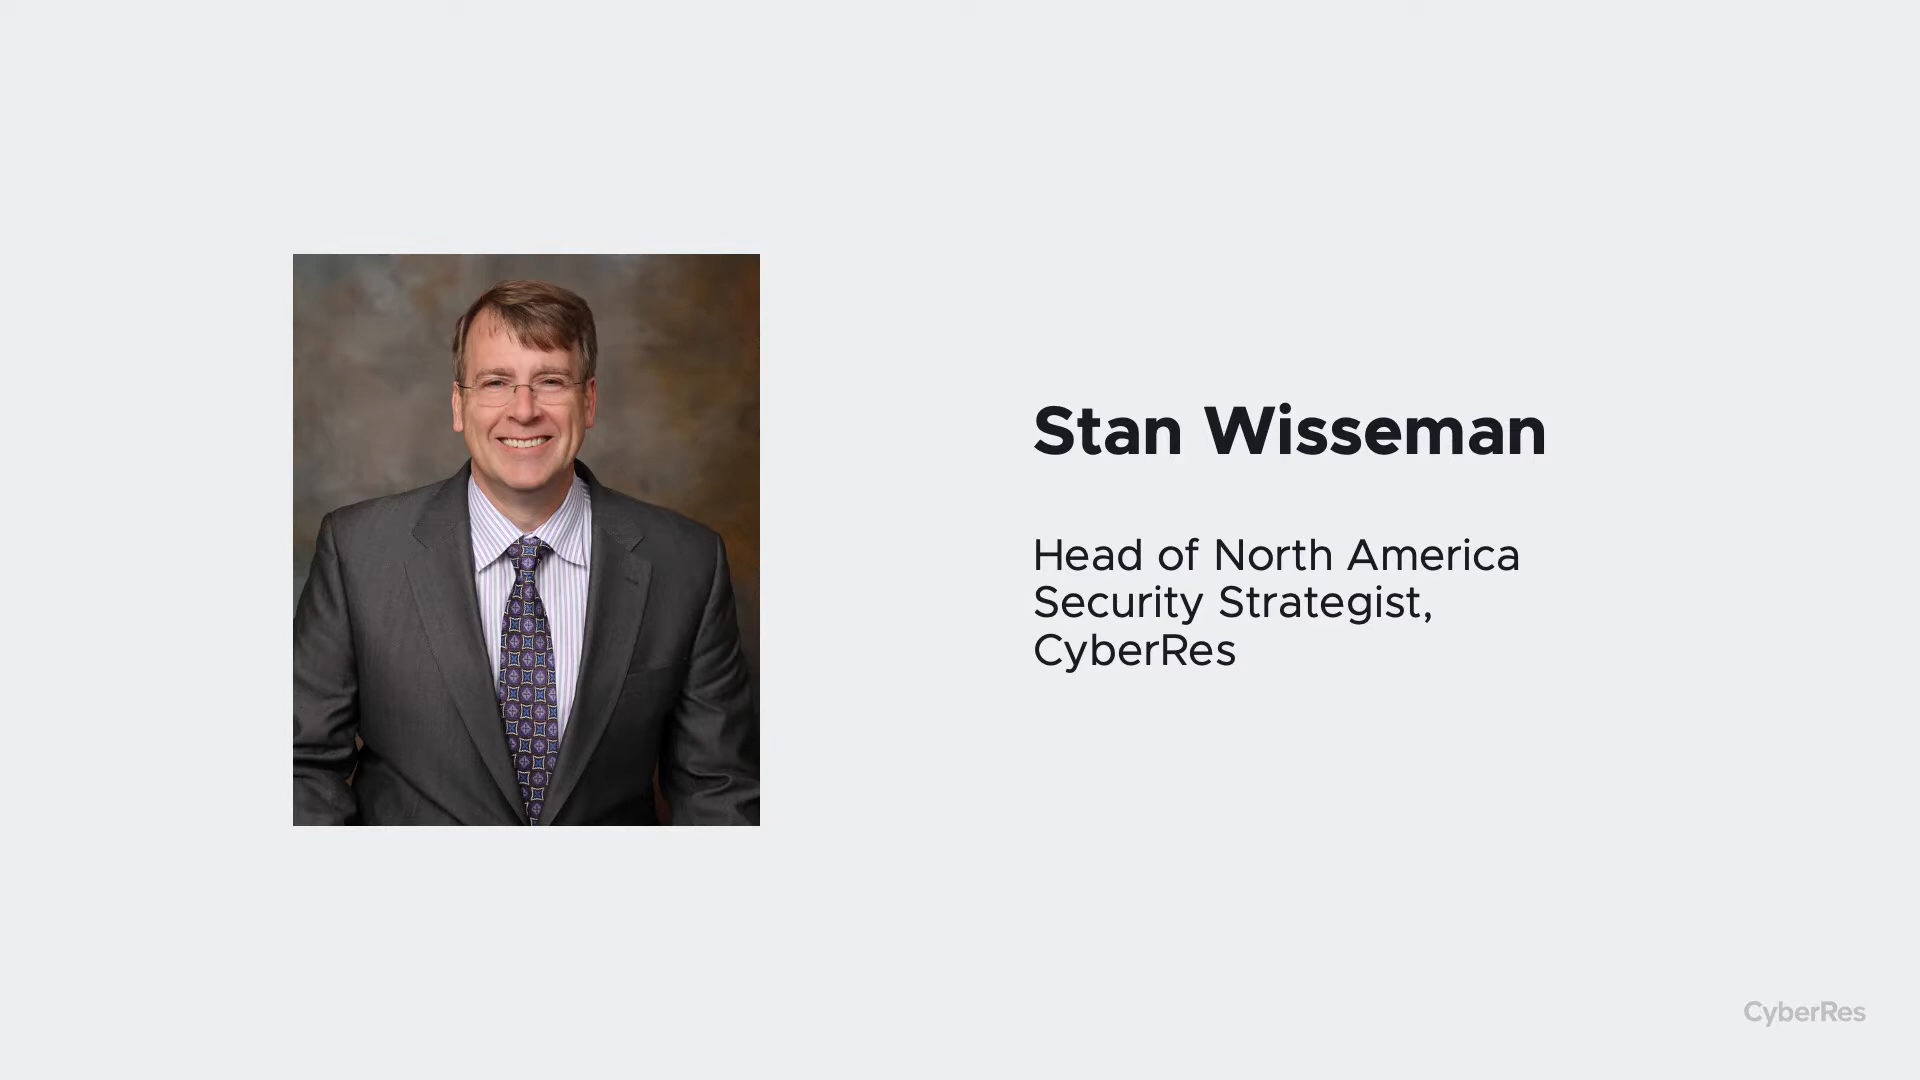 Stan Wisseman
Head of North America
Security Strategist,
CyberRes
CyberRes